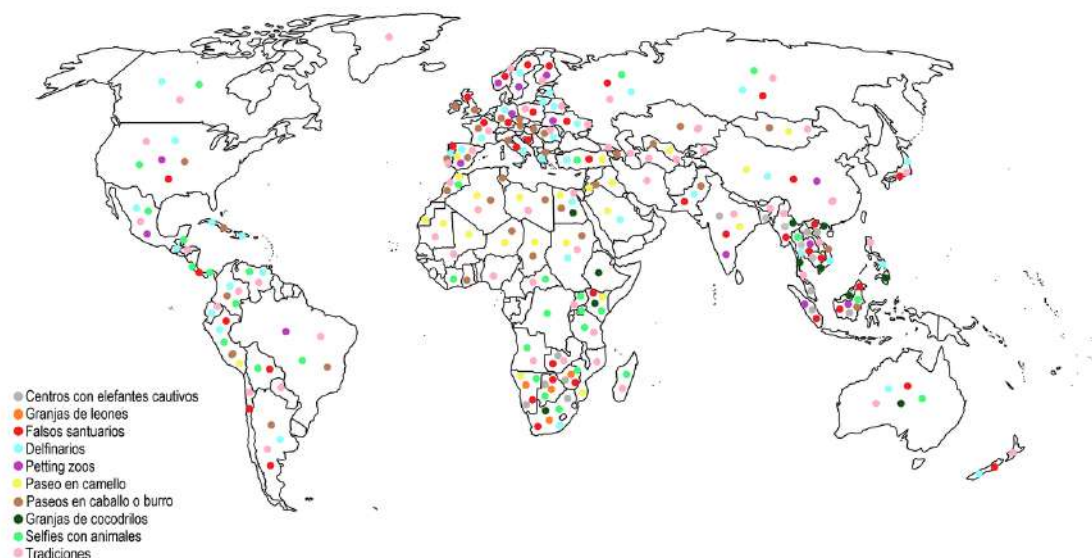 Centros con elefantes cautivos
Granjas de leones
Falsos santuarios
Delfinarios
Petting zoos
Paseo en camello
Paseos en caballo o burro
Granjas de cocodrilos
Selfies con animales
Tradiciones